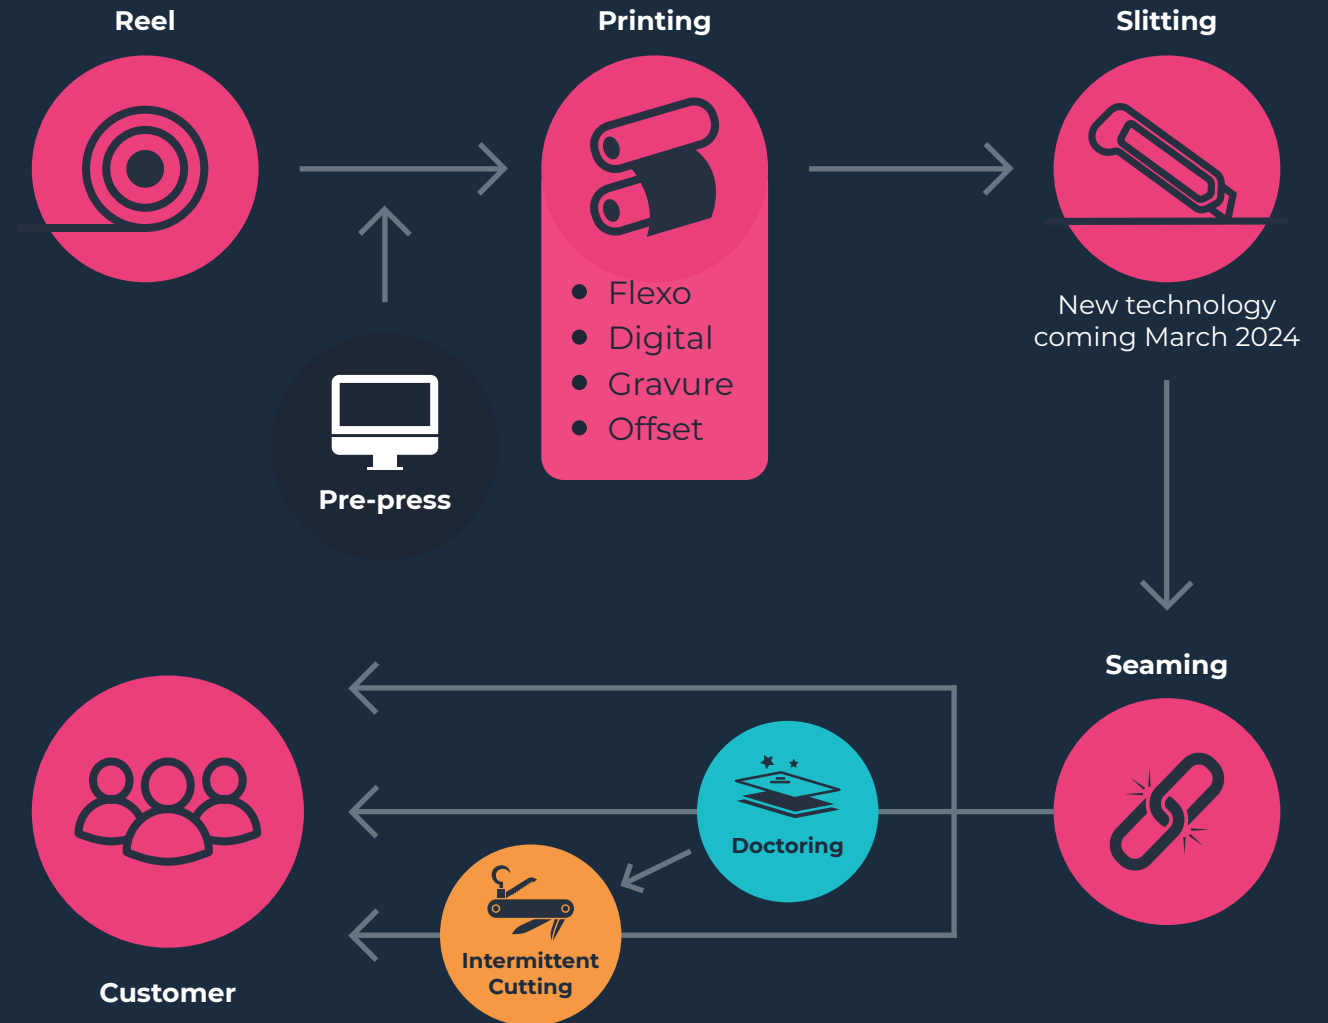 Reel
Printing
Slitting
Flexo
Digital
Gravure
Offset
New technology
coming March 2024
Pre-press
Seaming
Doctoring
Intermittent
Cutting
Customer